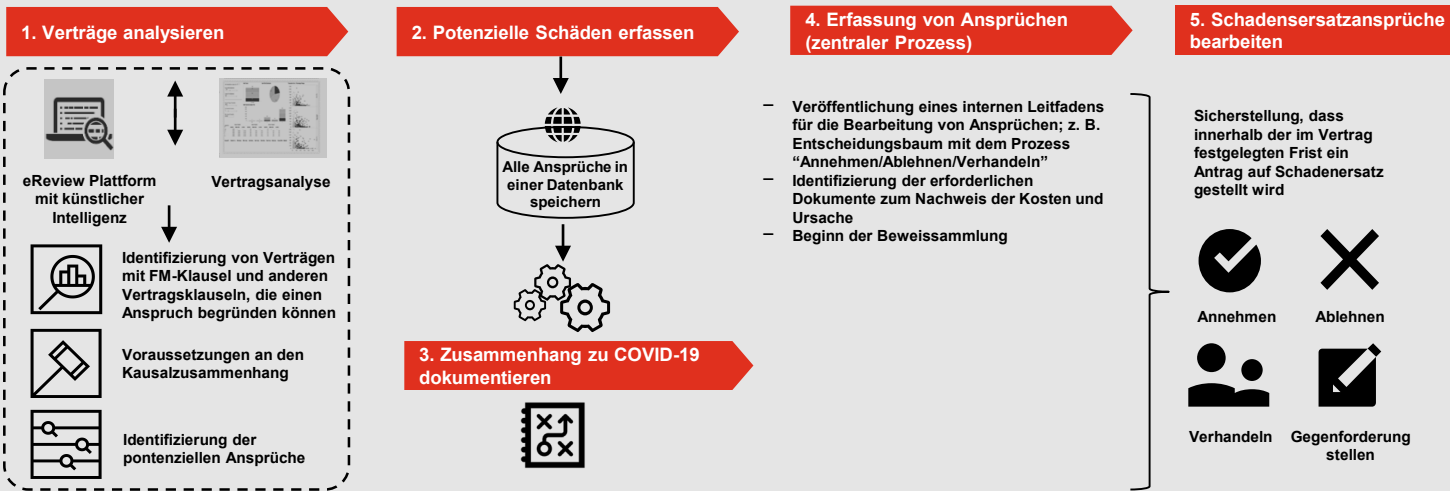 1. Verträge analysieren
eReview Plattform
mit künstlicher
Intelligenz
Vertragsanalyse
Identifizierung von Verträgen
mit FM-Klausel und anderen
Vertragsklauseln, die einen
Anspruch begründen können
Voraussetzungen an den
Kausalzusammenhang
Identifizierung der
pontenziellen Ansprüche
2. Potenzielle Schäden erfassen
Alle Ansprüche in
einer Datenbank
speichern
3. Zusammenhang zu COVID-19
dokumentieren
4. Erfassung von Ansprüchen
(zentraler Prozess)
– Veröffentlichung eines internen Leitfadens
für die Bearbeitung von Ansprüchen; z. B.
Entscheidungsbaum mit dem Prozess
“Annehmen/Ablehnen/Verhandeln”
– Identifizierung der erforderlichen
Dokumente zum Nachweis der Kosten und
Ursache
– Beginn der Beweissammlung
5. Schadensersatzansprüche
bearbeiten
Sicherstellung, dass
innerhalb der im Vertrag
festgelegten Frist ein
Antrag auf Schadenersatz
gestellt wird
Annehmen
Ablehnen
Verhandeln
Gegenforderung
stellen